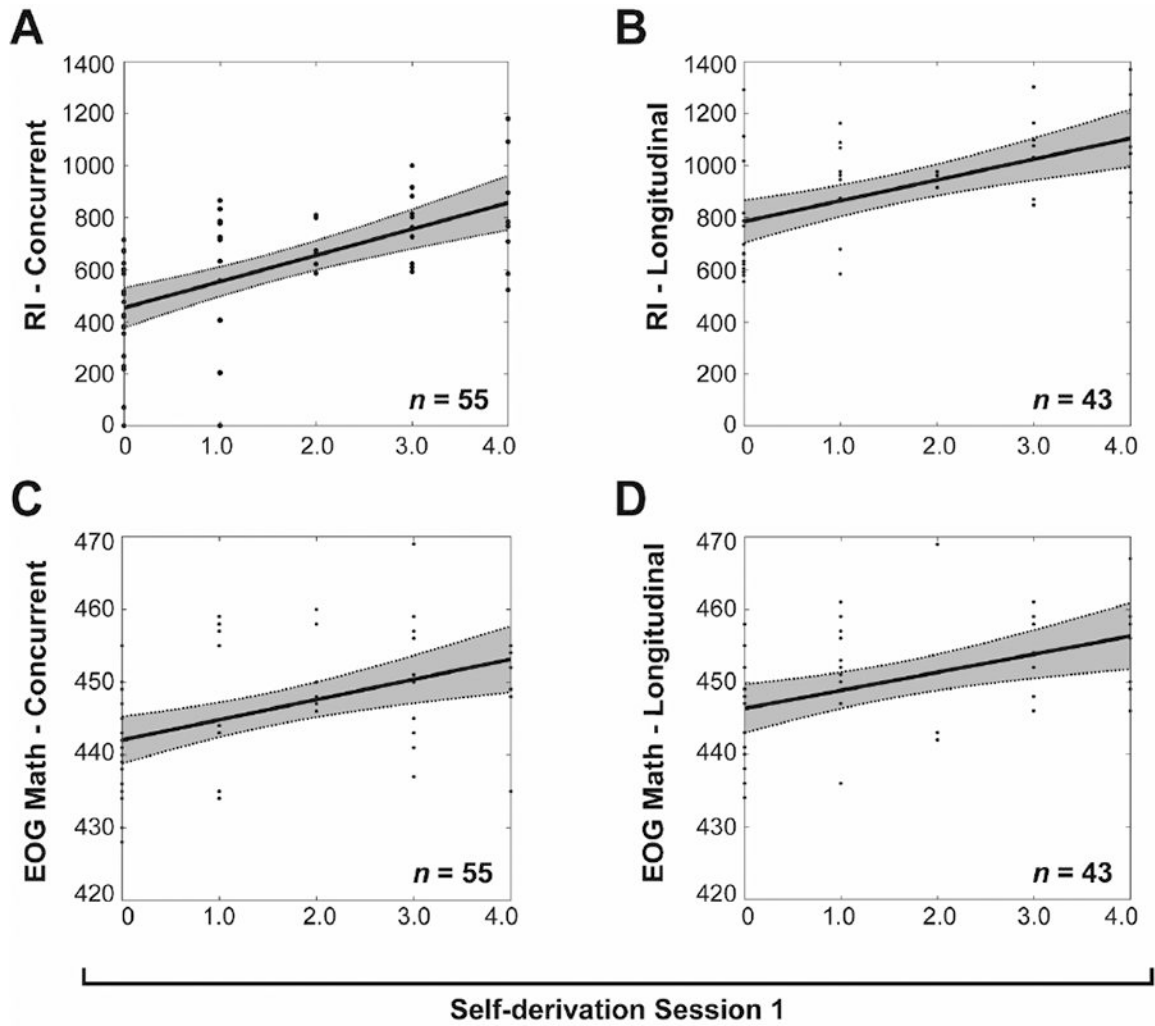 A
RI - Concurrent
1400
1200
1000
800
600
400
200
0
0 1.0 2.0 3.0 4.0
n = 55
B
RI - Longitudinal
1400
1200
1000
800
600
400
200
0
0 1.0 2.0 3.0 4.0
n = 43
C
EOG Math - Concurrent
470
460
450
440
430
420
0 1.0 2.0 3.0 4.0
n = 55
D
EOG Math - Longitudinal
470
460
450
440
430
420
0 1.0 2.0 3.0 4.0
n = 43
Self-derivation Session 1